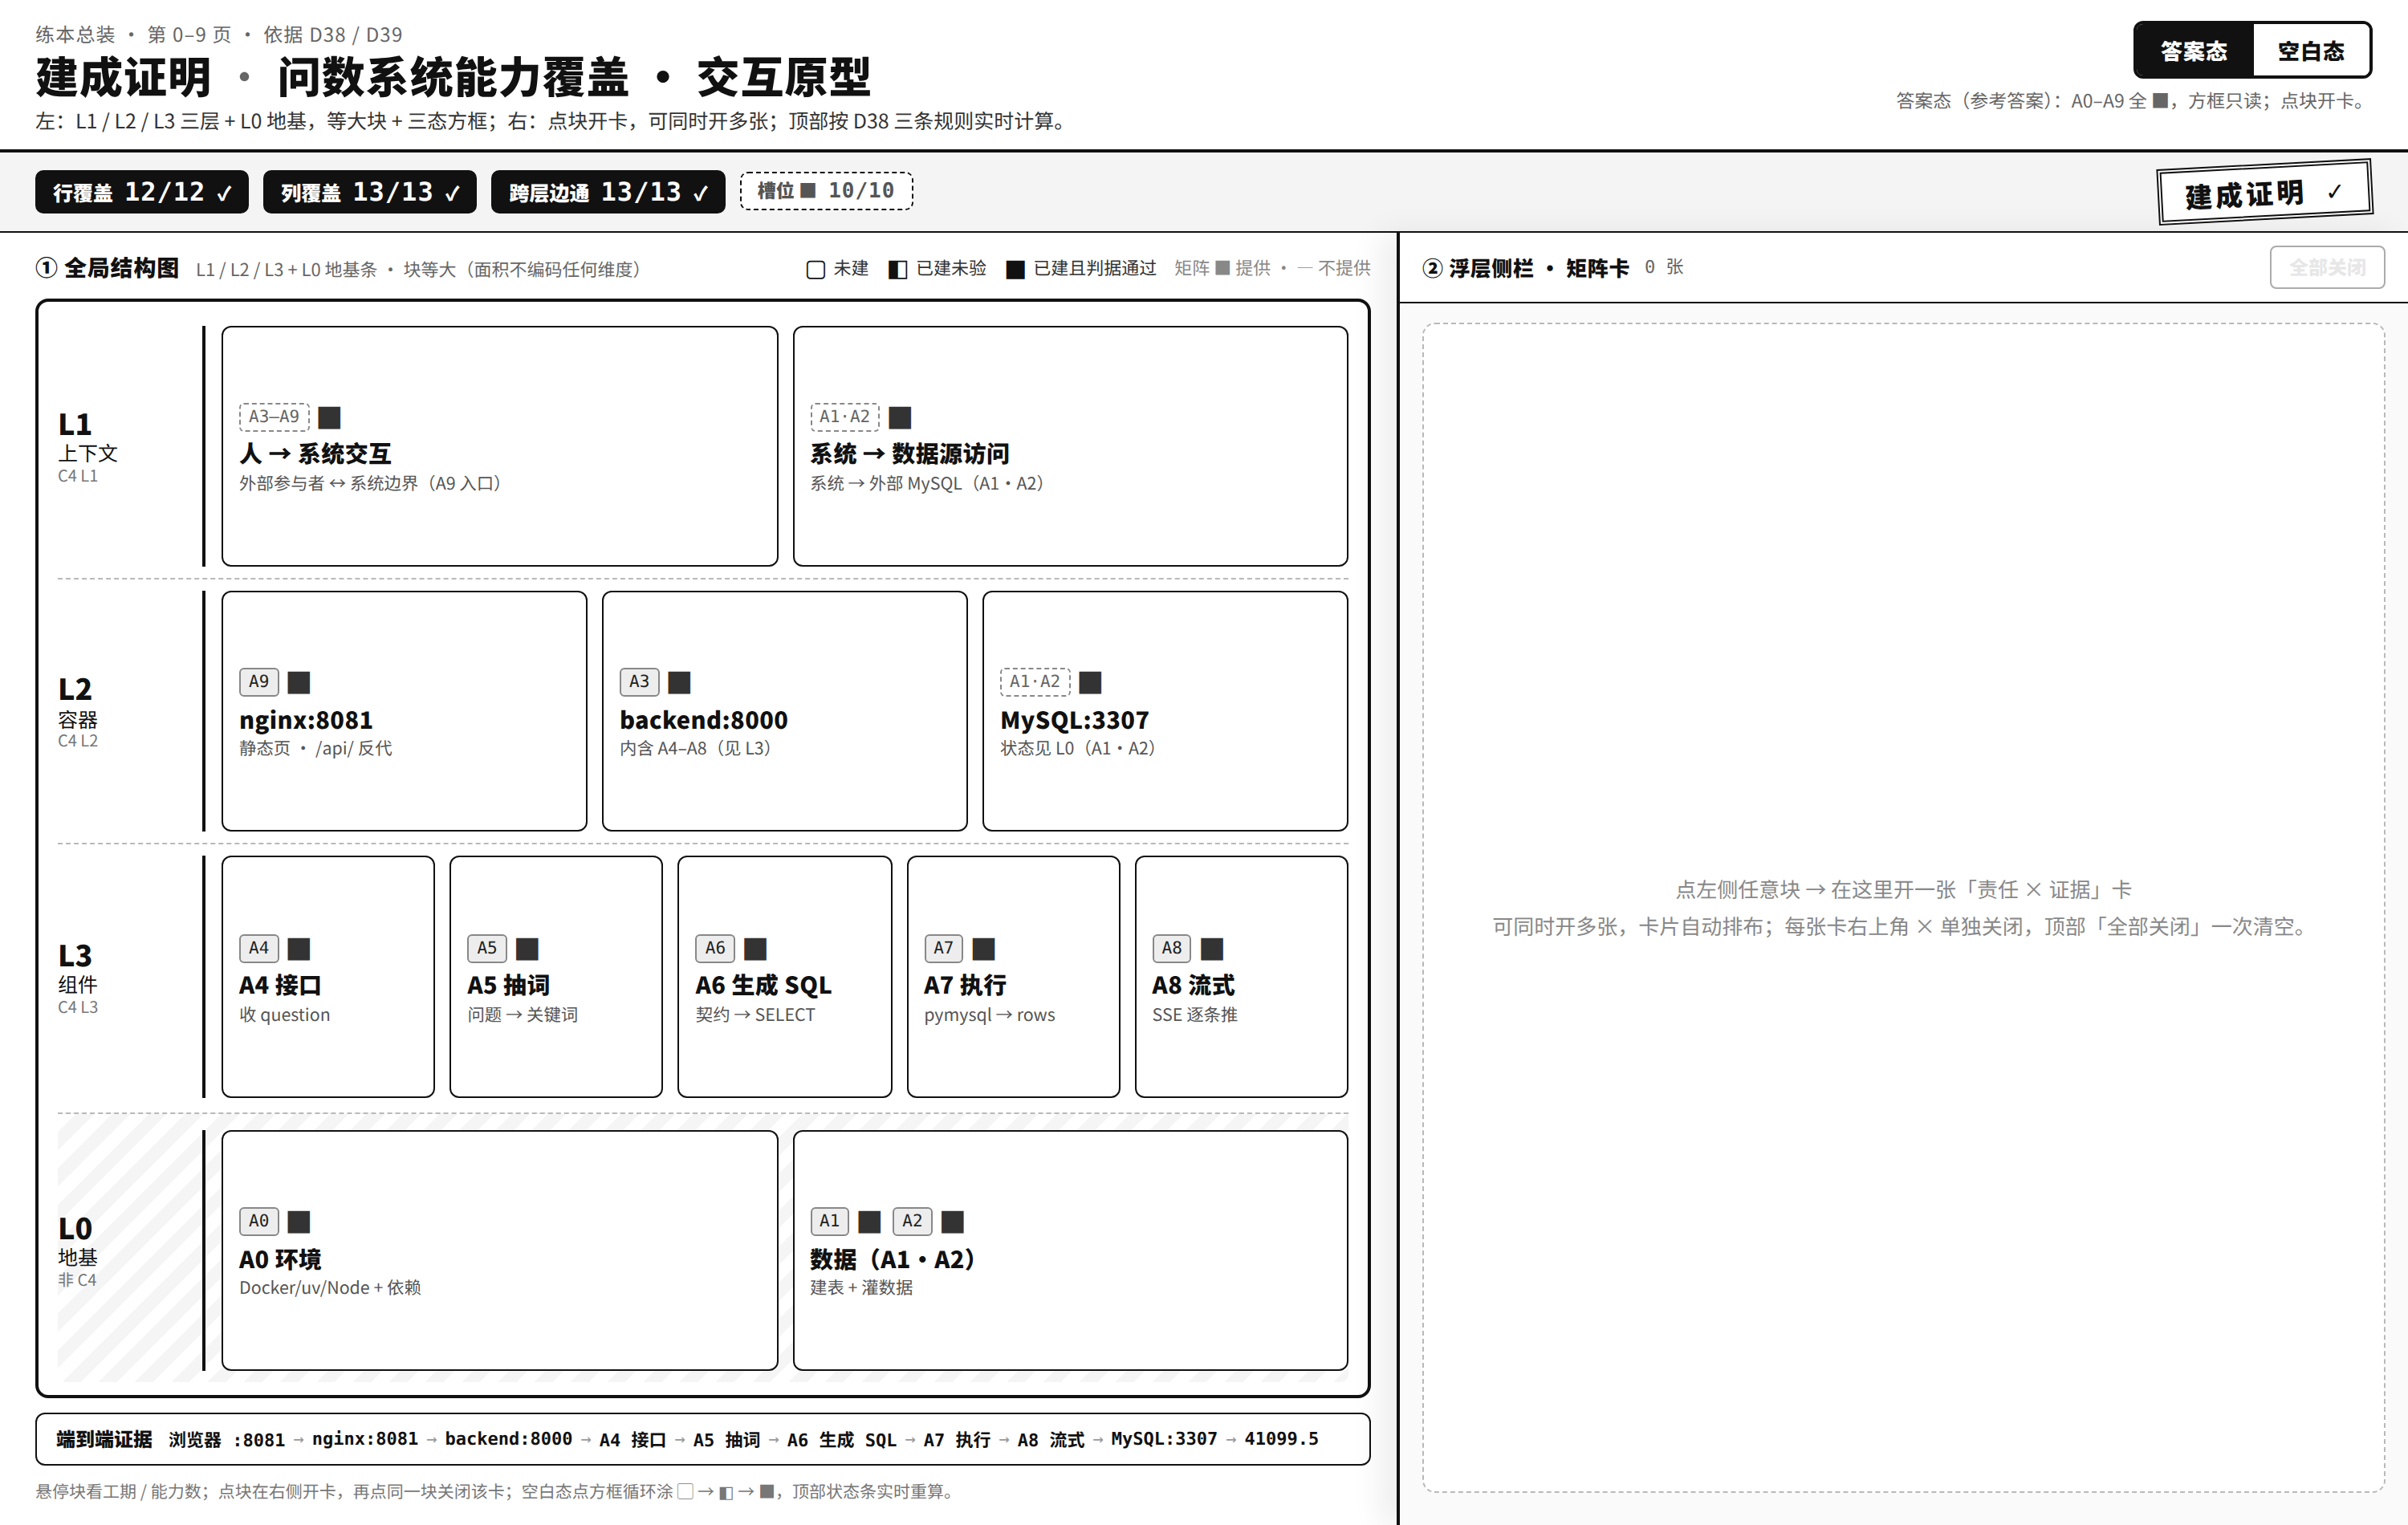 练本总装 · 第 0–9 页 · 依据 D38 / D39
建成证明 · 问数系统能力覆盖 · 交互原型
左：L1 / L2 / L3 三层 + L0 地基，等大块 + 三态方框；右：点块开卡，可同时开多张；顶部按 D38 三条规则实时计算。
答案态 空白态
答案态（参考答案）：A0–A9 全 ■，方框只读；点块开卡。
行覆盖 12/12 ✓ 列覆盖 13/13 ✓ 跨层边通 13/13 ✓ 槽位 ■ 10/10
建成证明 ✓
① 全局结构图 L1 / L2 / L3 + L0 地基条 · 块等大（面积不编码任何维度）
▢ 未建 ◧ 已建未验 ■ 已建且判据通过 矩阵 ■ 提供 · — 不提供
L1
上下文
C4 L1
A3–A9 ■
人 → 系统交互
外部参与者 ↔ 系统边界（A9 入口）
A1·A2 ■
系统 → 数据源访问
系统 → 外部 MySQL（A1·A2）
L2
容器
C4 L2
A9 ■
nginx:8081
静态页 · /api/ 反代
A3 ■
backend:8000
内含 A4–A8（见 L3）
A1·A2 ■
MySQL:3307
状态见 L0（A1·A2）
L3
组件
C4 L3
A4 ■
A4 接口
收 question
A5 ■
A5 抽词
问题 → 关键词
A6 ■
A6 生成 SQL
契约 → SELECT
A7 ■
A7 执行
pymysql → rows
A8 ■
A8 流式
SSE 逐条推
L0
地基
非 C4
A0 ■
A0 环境
Docker/uv/Node + 依赖
A1 ■ A2 ■
数据（A1·A2）
建表 + 灌数据
端到端证据 浏览器 :8081 → nginx:8081 → backend:8000 → A4 接口 → A5 抽词 → A6 生成 SQL → A7 执行 → A8 流式 → MySQL:3307 → 41099.5
悬停块看工期 / 能力数；点块在右侧开卡，再点同一块关闭该卡；空白态点方框循环涂 ▢ → ◧ → ■，顶部状态条实时重算。
② 浮层侧栏 · 矩阵卡 0 张
全部关闭
点左侧任意块 → 在这里开一张「责任 × 证据」卡
可同时开多张，卡片自动排布；每张卡右上角 × 单独关闭，顶部「全部关闭」一次清空。